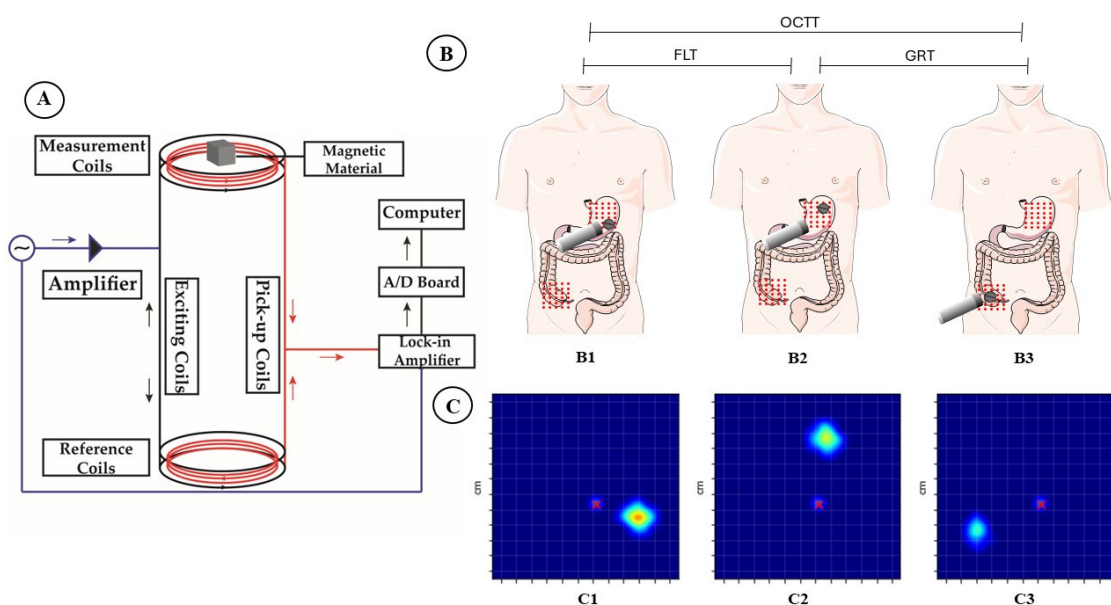 A
Measurement
Coils
Magnetic
Material
Computer
A/D Board
Lock-in
Amplifier
~
Amplifier
Exciting Coils
Pick-up Coils
Reference
Coils
B
OCTT
FLT
GRT
B1
B2
B3
C
cm
cm
cm
C1
C2
C3